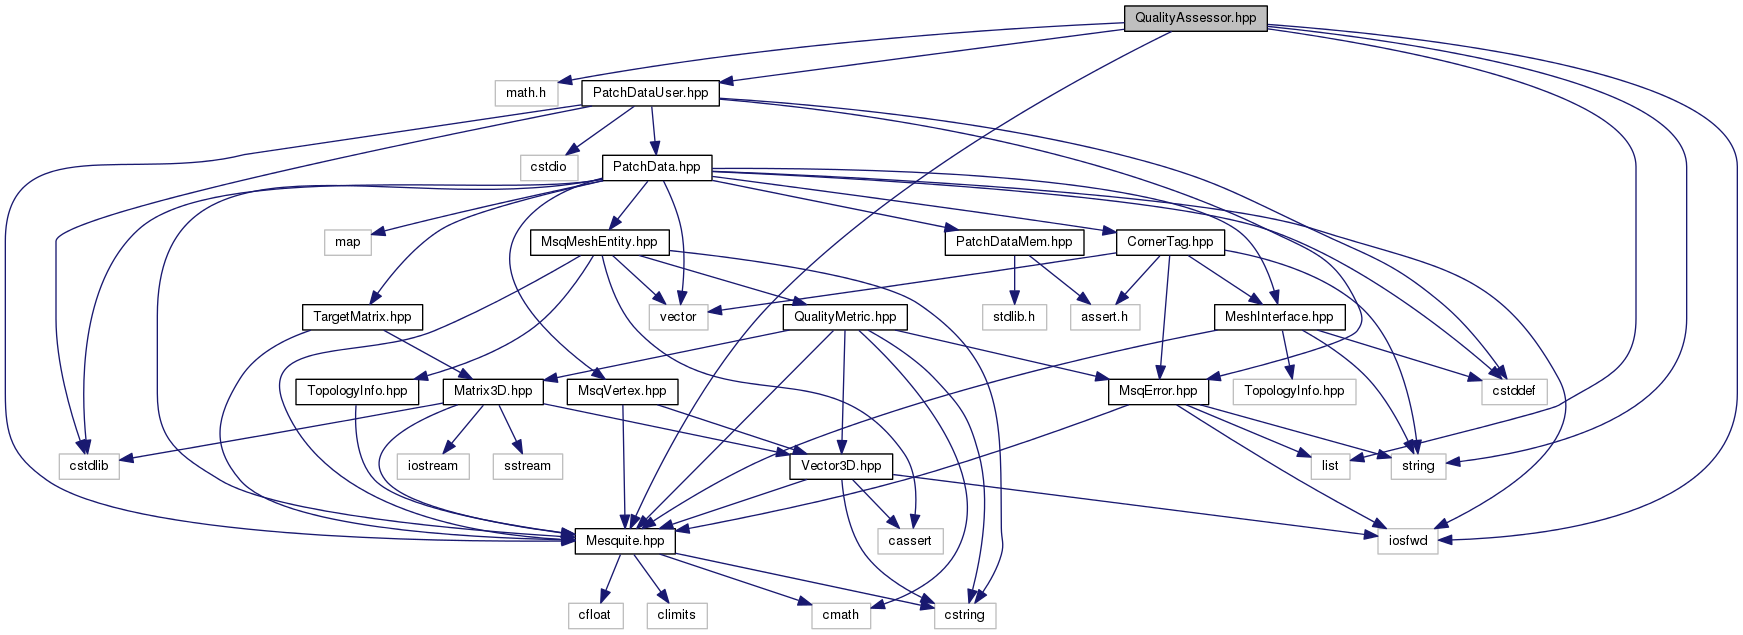 QualityAssessor.hpp
math.h
PatchDataUser.hpp
cstdio
PatchData.hpp
map
MsqMeshEntity.hpp
PatchDataMem.hpp
CornerTag.hpp
TargetMatrix.hpp
vector
QualityMetric.hpp
stdlib.h
assert.h
MeshInterface.hpp
TopologyInfo.hpp
Matrix3D.hpp
MsqVertex.hpp
MsqError.hpp
TopologyInfo.hpp
cstddef
cstdlib
iostream
sstream
Vector3D.hpp
list
string
Mesquite.hpp
cassert
iosfwd
cfloat
climits
cmath
cstring